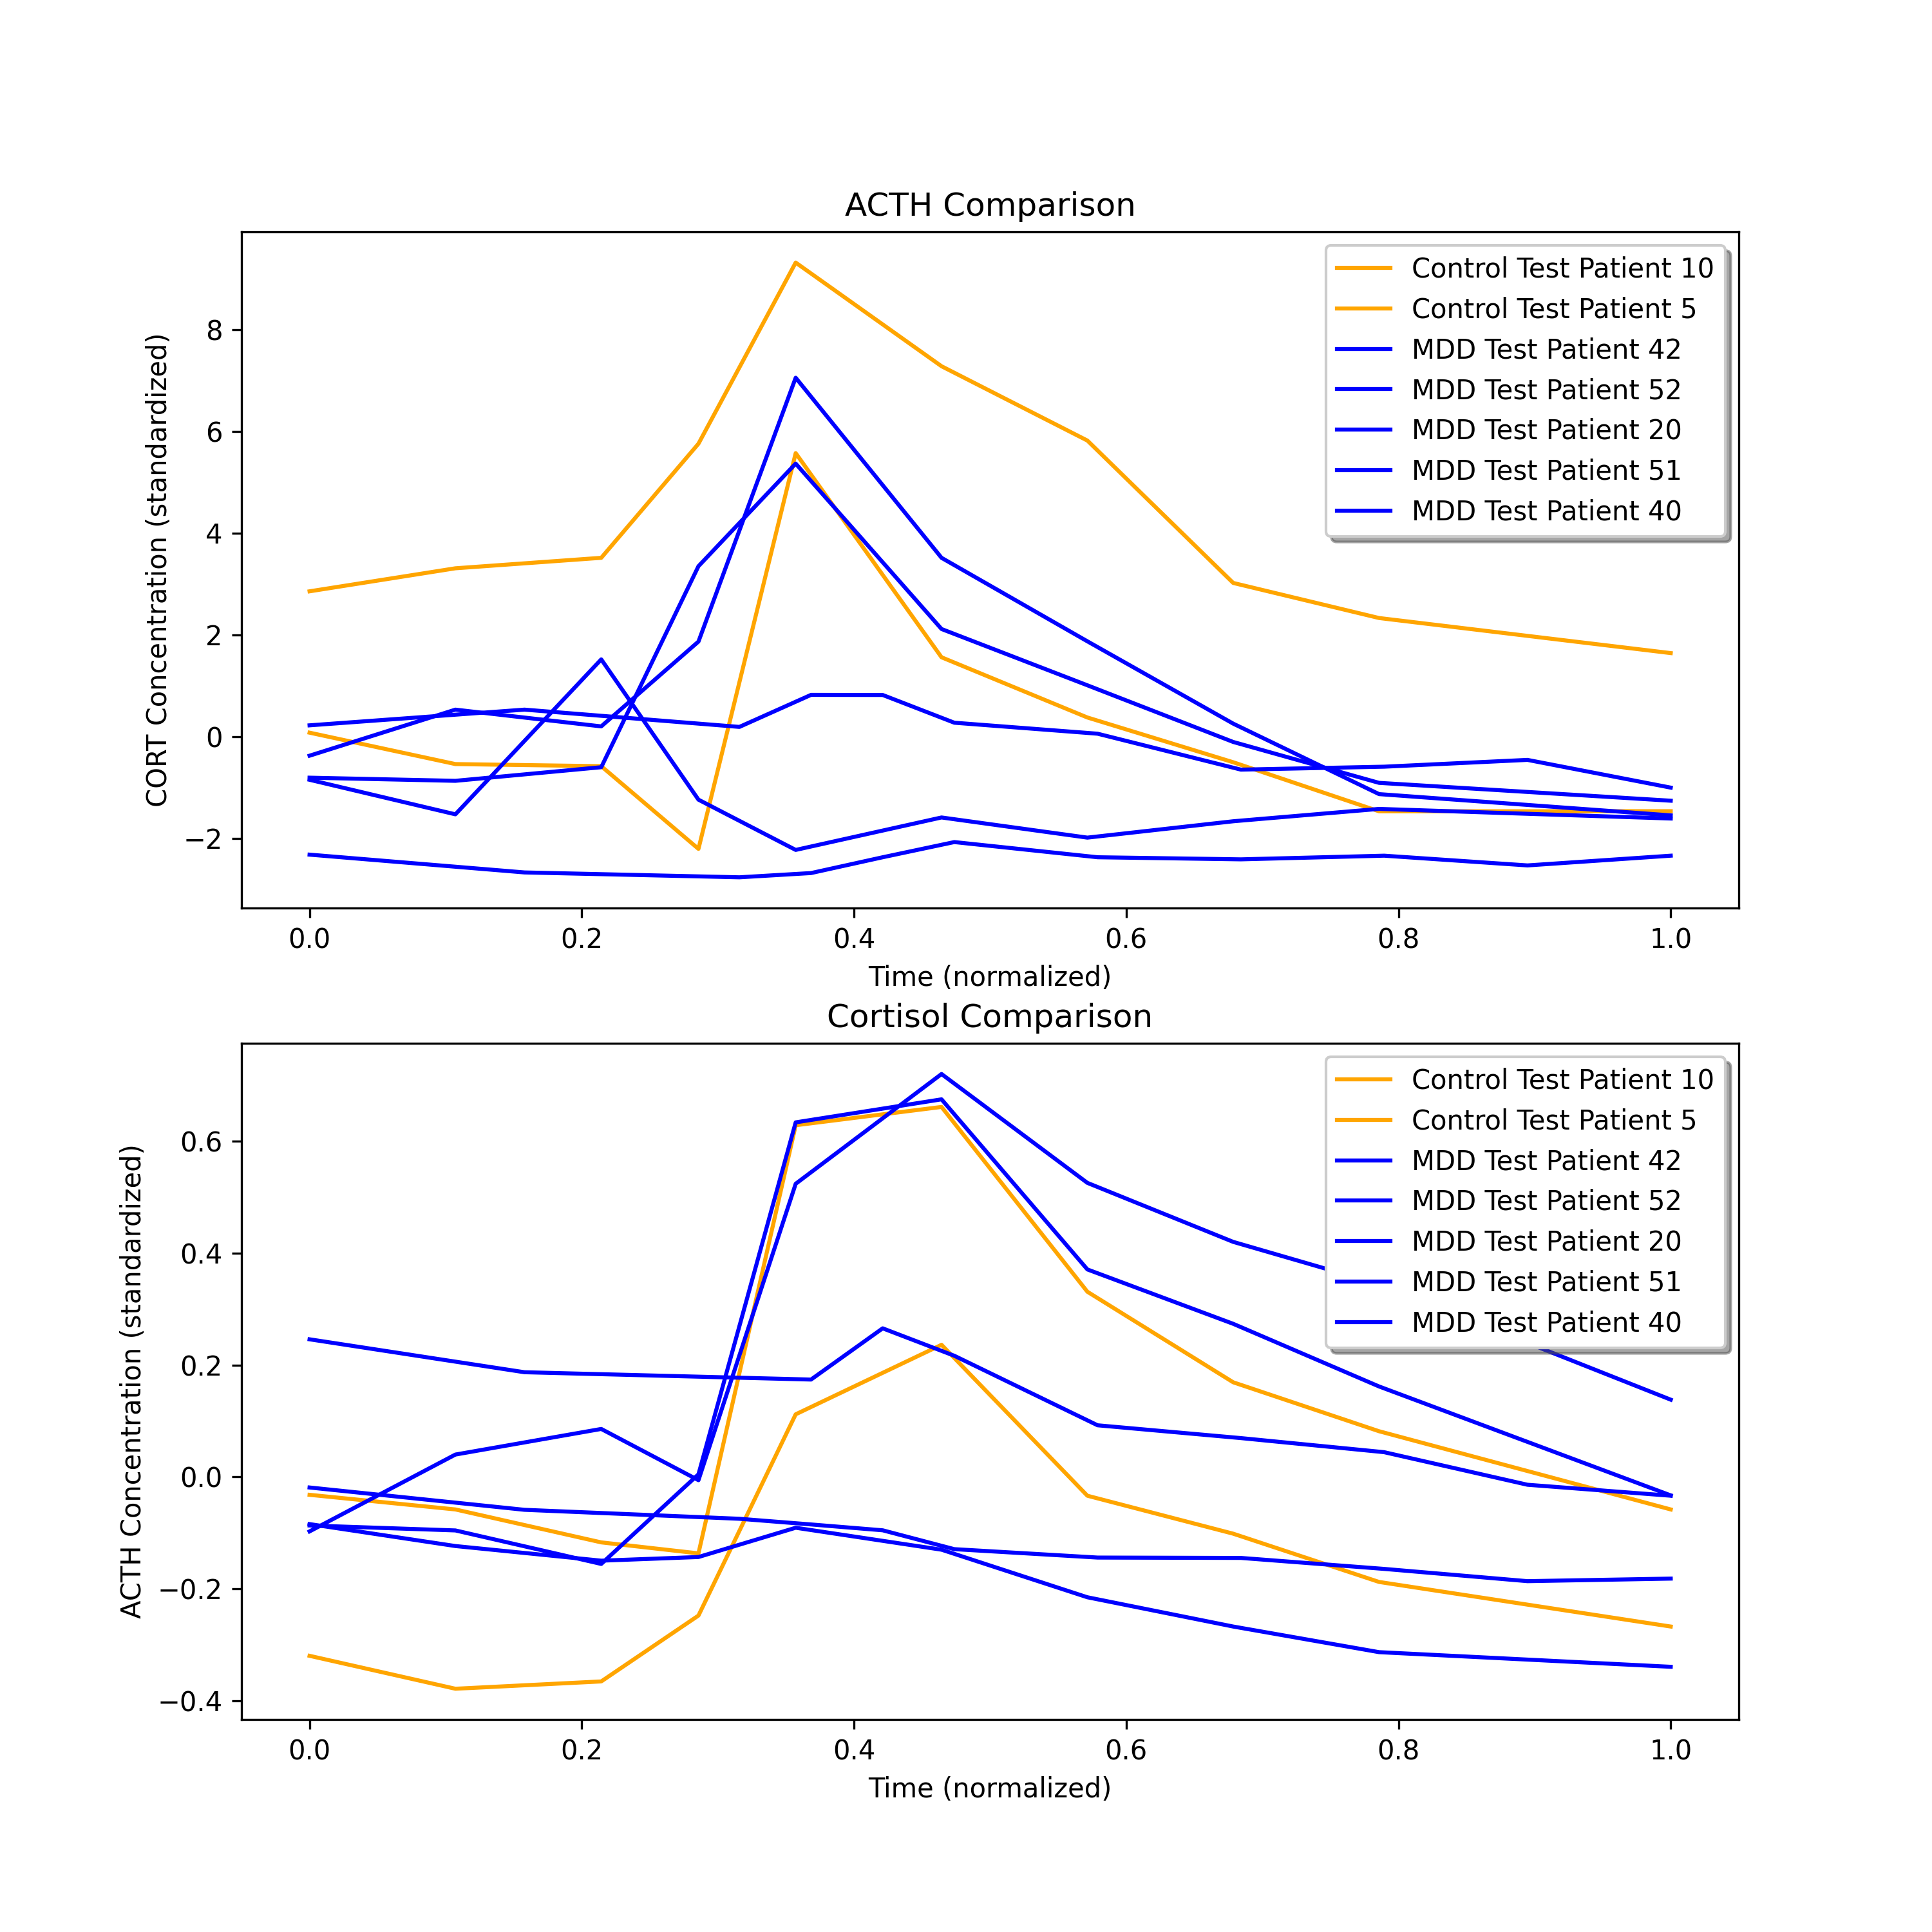 ACTH Comparison
CORT Concentration (standardized)
8
6
4
2
0
−2
Control Test Patient 10
Control Test Patient 5
MDD Test Patient 42
MDD Test Patient 52
MDD Test Patient 20
MDD Test Patient 51
MDD Test Patient 40
0.0 0.2 0.4 0.6 0.8 1.0
Time (normalized)
Cortisol Comparison
ACTH Concentration (standardized)
0.6
0.4
0.2
0.0
−0.2
−0.4
Control Test Patient 10
Control Test Patient 5
MDD Test Patient 42
MDD Test Patient 52
MDD Test Patient 20
MDD Test Patient 51
MDD Test Patient 40
0.0 0.2 0.4 0.6 0.8 1.0
Time (normalized)